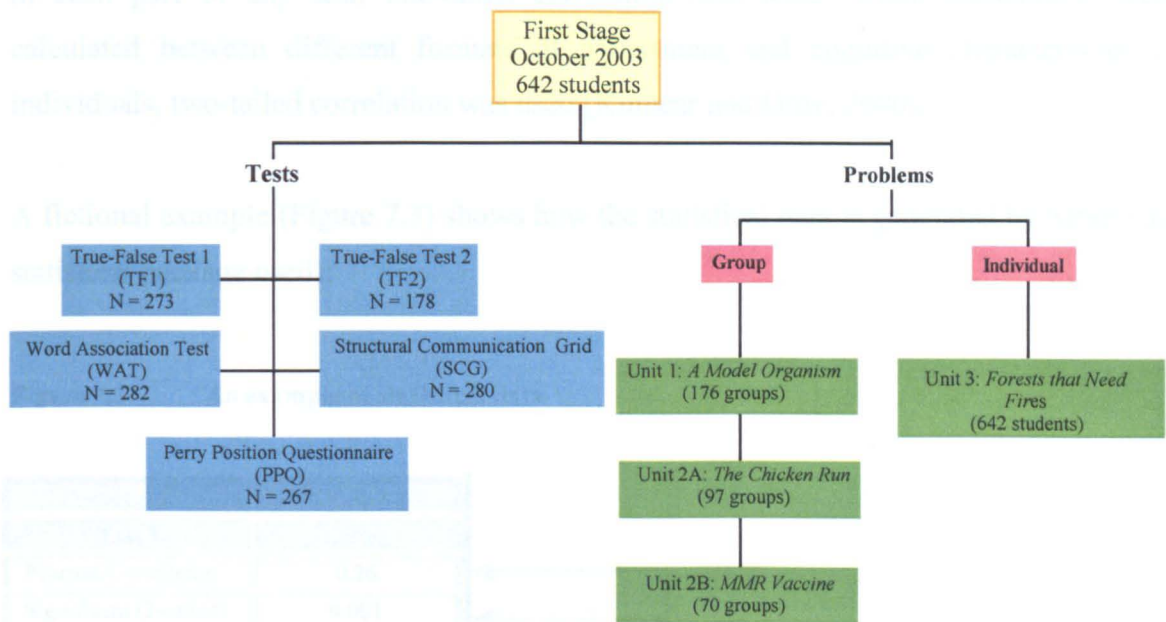 First Stage
October 2003
642 students
Tests
Problems
True-False Test 1
(TF1)
N = 273
True-False Test 2
(TF2)
N = 178
Word Association Test
(WAT)
N = 282
Structural Communication Grid
(SCG)
N = 280
Perry Position Questionnaire
(PPQ)
N = 267
Group
Individual
Unit 1: A Model Organism
(176 groups)
Unit 3: Forests that Need
Fires
(642 students)
Unit 2A: The Chicken Run
(97 groups)
Unit 2B: MMR Vaccine
(70 groups)